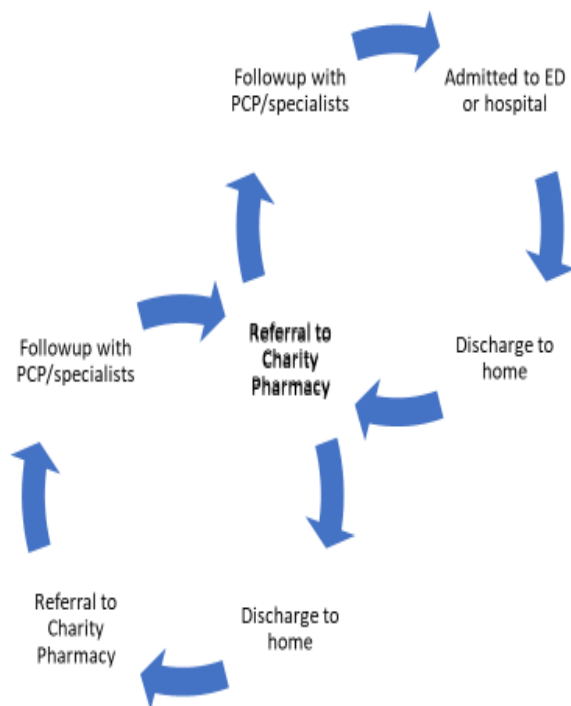 Followup with
PCP/specialists
Admitted to ED
or hospital
Followup with
PCP/specialists
Referral to
Charity
Pharmacy
Discharge to
home
Referral to
Charity
Pharmacy
Discharge to
home